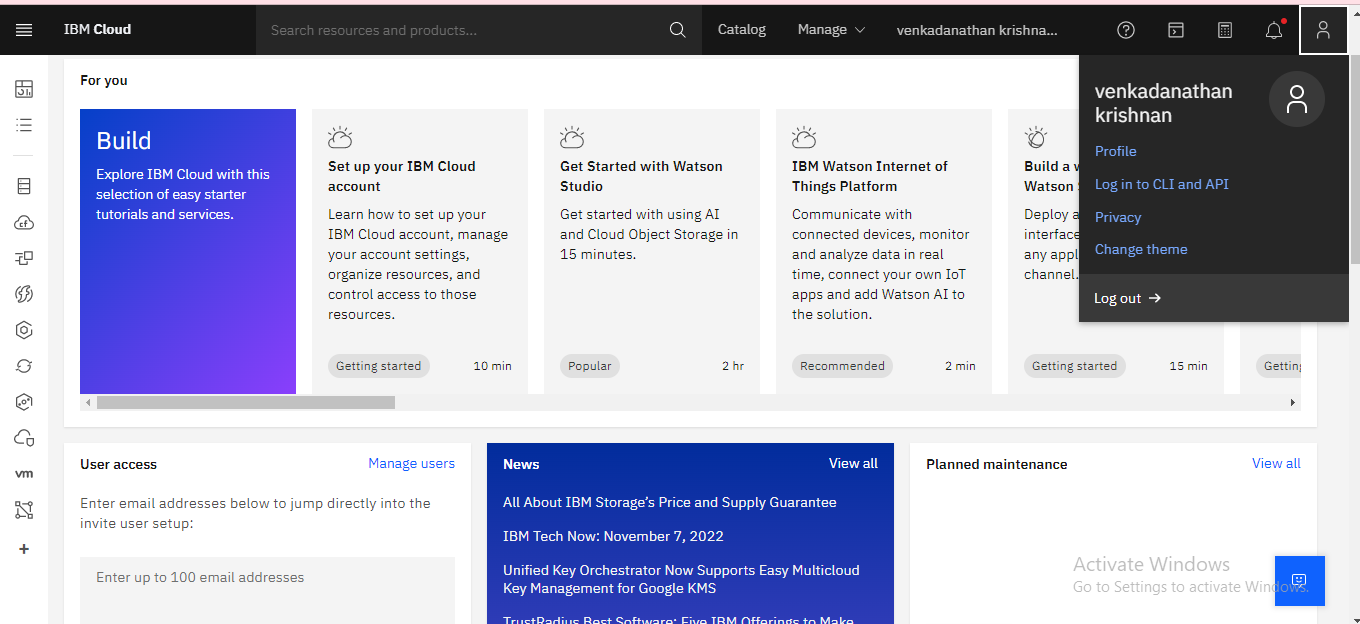 IBM Cloud
Search resources and products...
Catalog
Manage
venkadanathan krishna...
For you
Build
Explore IBM Cloud with this
selection of easy starter
tutorials and services.
Set up your IBM Cloud
account
Learn how to set up your
IBM Cloud account, manage
your account settings,
organize resources, and
control access to those
resources.
Getting started
10 min
Get Started with Watson
Studio
Get started with using AI
and Cloud Object Storage in
15 minutes.
Popular
2 hr
IBM Watson Internet of
Things Platform
Communicate with
connected devices, monitor
and analyze data in real
time, connect your own IoT
apps and add Watson AI to
the solution.
Recommended
2 min
Build a
Watson
Deploy a
interface
any appl
channel.
Getting started
15 min
Getting
venkadanathan
krishnan
Profile
Log in to CLI and API
Privacy
Change theme
Log out
cf
vm
User access
Manage users
Enter email addresses below to jump directly into the
invite user setup:
Enter up to 100 email addresses
News
View all
All About IBM Storage’s Price and Supply Guarantee
IBM Tech Now: November 7, 2022
Unified Key Orchestrator Now Supports Easy Multicloud
Key Management for Google KMS
TrustRadius Best Software: Five IBM Offerings to Make
Planned maintenance
View all
Activate Windows
Go to Settings to activate Windows.